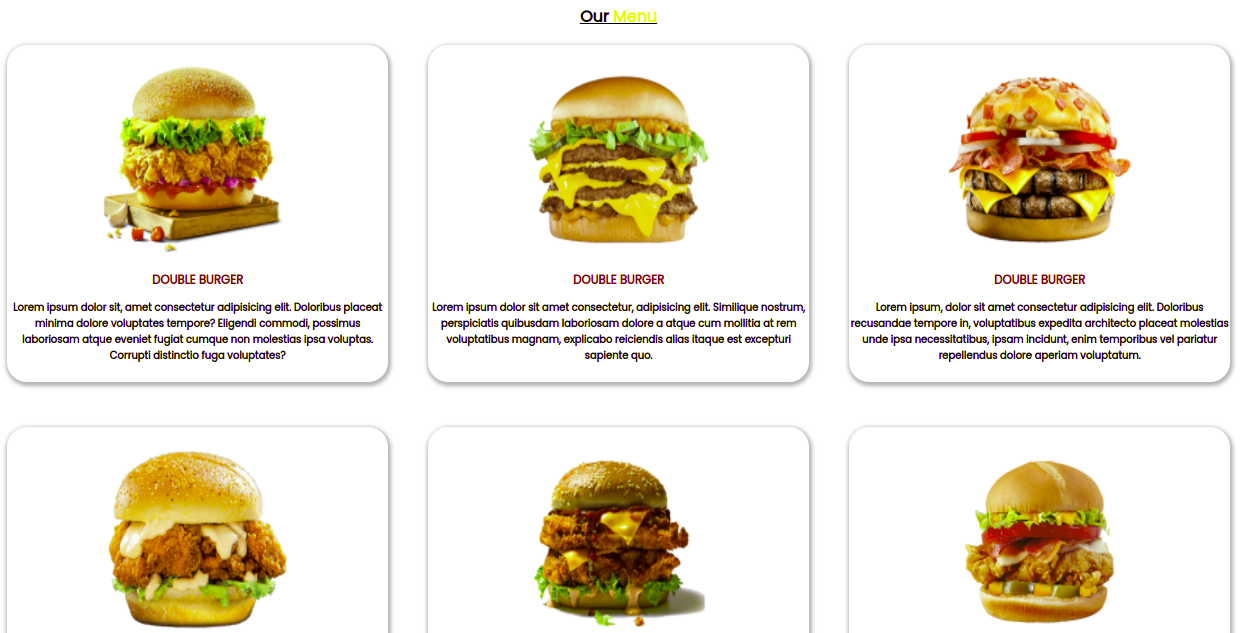 Our Menu
DOUBLE BURGER
Lorem ipsum dolor sit, amet consectetur adipisicing elit. Doloribus placeat
minima dolore voluptates tempore? Eligendi commodi, possimus
laboriosam atque eveniet fugiat cumque non molestias ipsa voluptas.
Corrupti distinctio fuga voluptates?
DOUBLE BURGER
Lorem ipsum dolor sit amet consectetur, adipisicing elit. Similique nostrum,
perspiciatis quibusdam laboriosam dolore a atque cum mollitia at rem
voluptatibus magnam, explicabo reiciendis alias itaque est excepturi
sapiente quo.
DOUBLE BURGER
Lorem ipsum, dolor sit amet consectetur adipisicing elit. Doloribus
recusandae tempore in, voluptatibus expedita architecto placeat molestias
unde ipsa necessitatibus, ipsam incidunt, enim temporibus vel pariatur
repellendus dolore aperiam voluptatum.